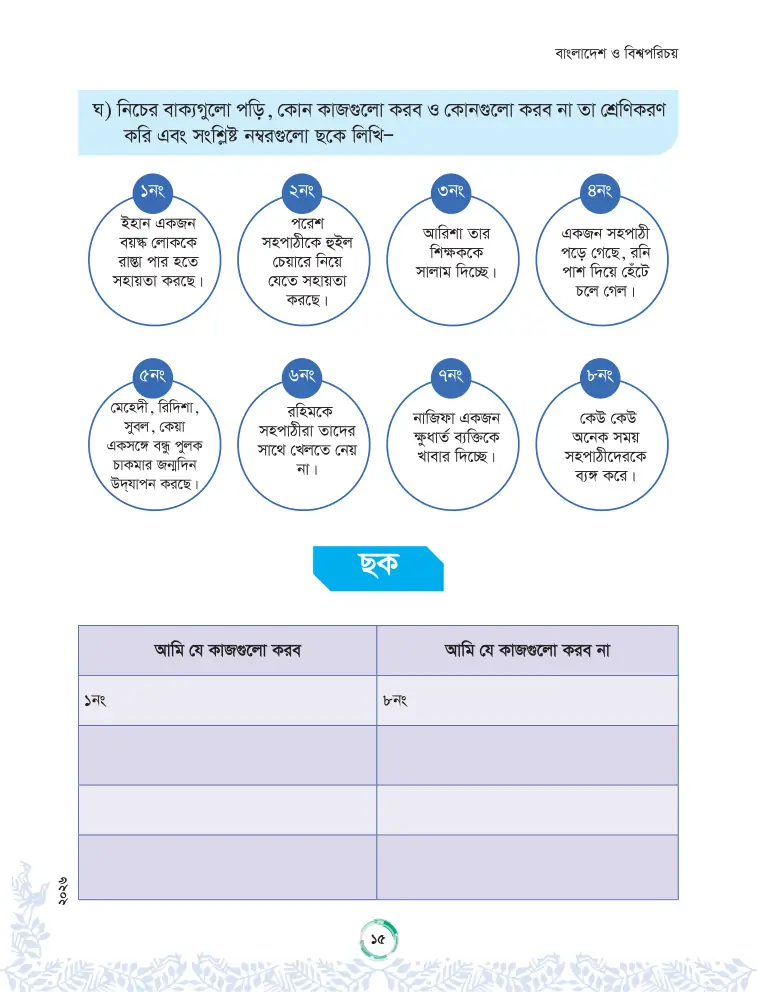 বাংলাদেশ ও বিশ্বপরিচয়
ঘ) নিচের বাক্যগুলো পড়ি, কোন কাজগুলো করব ও কোনগুলো করব না তা শ্রেণিকরণ
করি এবং সংশ্লিষ্ট নম্বরগুলো ছকে লিখি–
১নং
ইহান একজন
বয়স্ক লোককে
রাস্তা পার হতে
সহায়তা করছে।
২নং
পরেশ
সহপাঠীকে হুইল
চেয়ারে নিয়ে
যেতে সহায়তা
করছে।
৩নং
আরিশা তার
শিক্ষককে
সালাম দিচ্ছে।
৪নং
একজন সহপাঠী
পড়ে গেছে, রনি
পাশ দিয়ে হেঁটে
চলে গেল।
৫নং
মেহেদী, রিদিশা,
সুবল, কেয়া
একসঙ্গে বন্ধু পুলক
চাকমার জন্মদিন
উদ্‌যাপন করছে।
৬নং
রহিমকে
সহপাঠীরা তাদের
সাথে খেলতে নেয়
না।
৭নং
নাজিফা একজন
ক্ষুধার্ত ব্যক্তিকে
খাবার দিচ্ছে।
৮নং
কেউ কেউ
অনেক সময়
সহপাঠীদেরকে
ব্যঙ্গ করে।
ছক
আমি যে কাজগুলো করব
আমি যে কাজগুলো করব না
১নং
৮নং
২০২৬
১৫